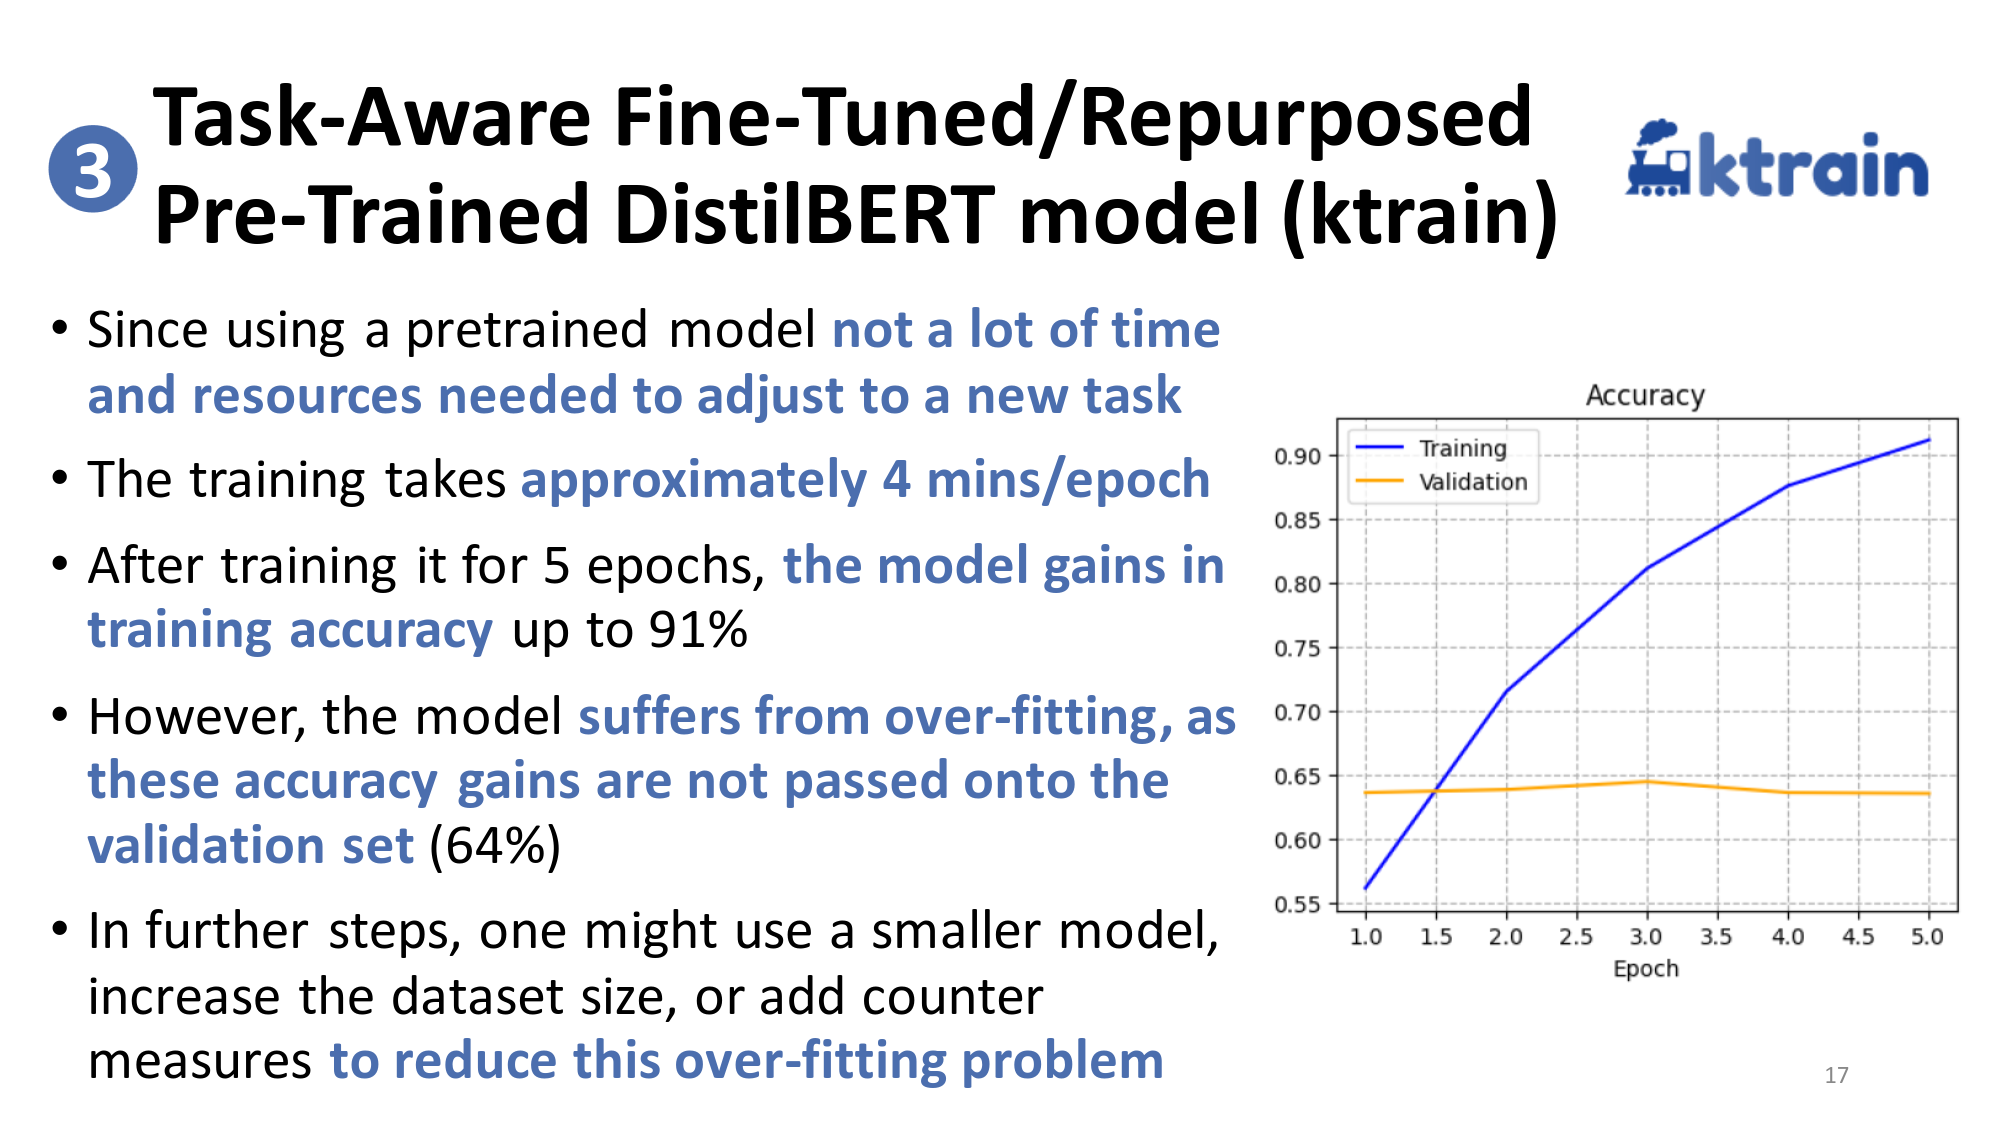 3
Task-Aware Fine-Tuned/Repurposed
Pre-Trained DistilBERT model (ktrain)
ktrain
• Since using a pretrained model not a lot of time
and resources needed to adjust to a new task
• The training takes approximately 4 mins/epoch
• After training it for 5 epochs, the model gains in
training accuracy up to 91%
• However, the model suffers from over-fitting, as
these accuracy gains are not passed onto the
validation set (64%)
• In further steps, one might use a smaller model,
increase the dataset size, or add counter
measures to reduce this over-fitting problem
Accuracy
Training
Validation
0.90
0.85
0.80
0.75
0.70
0.65
0.60
0.55
1.0 1.5 2.0 2.5 3.0 3.5 4.0 4.5 5.0
Epoch
17